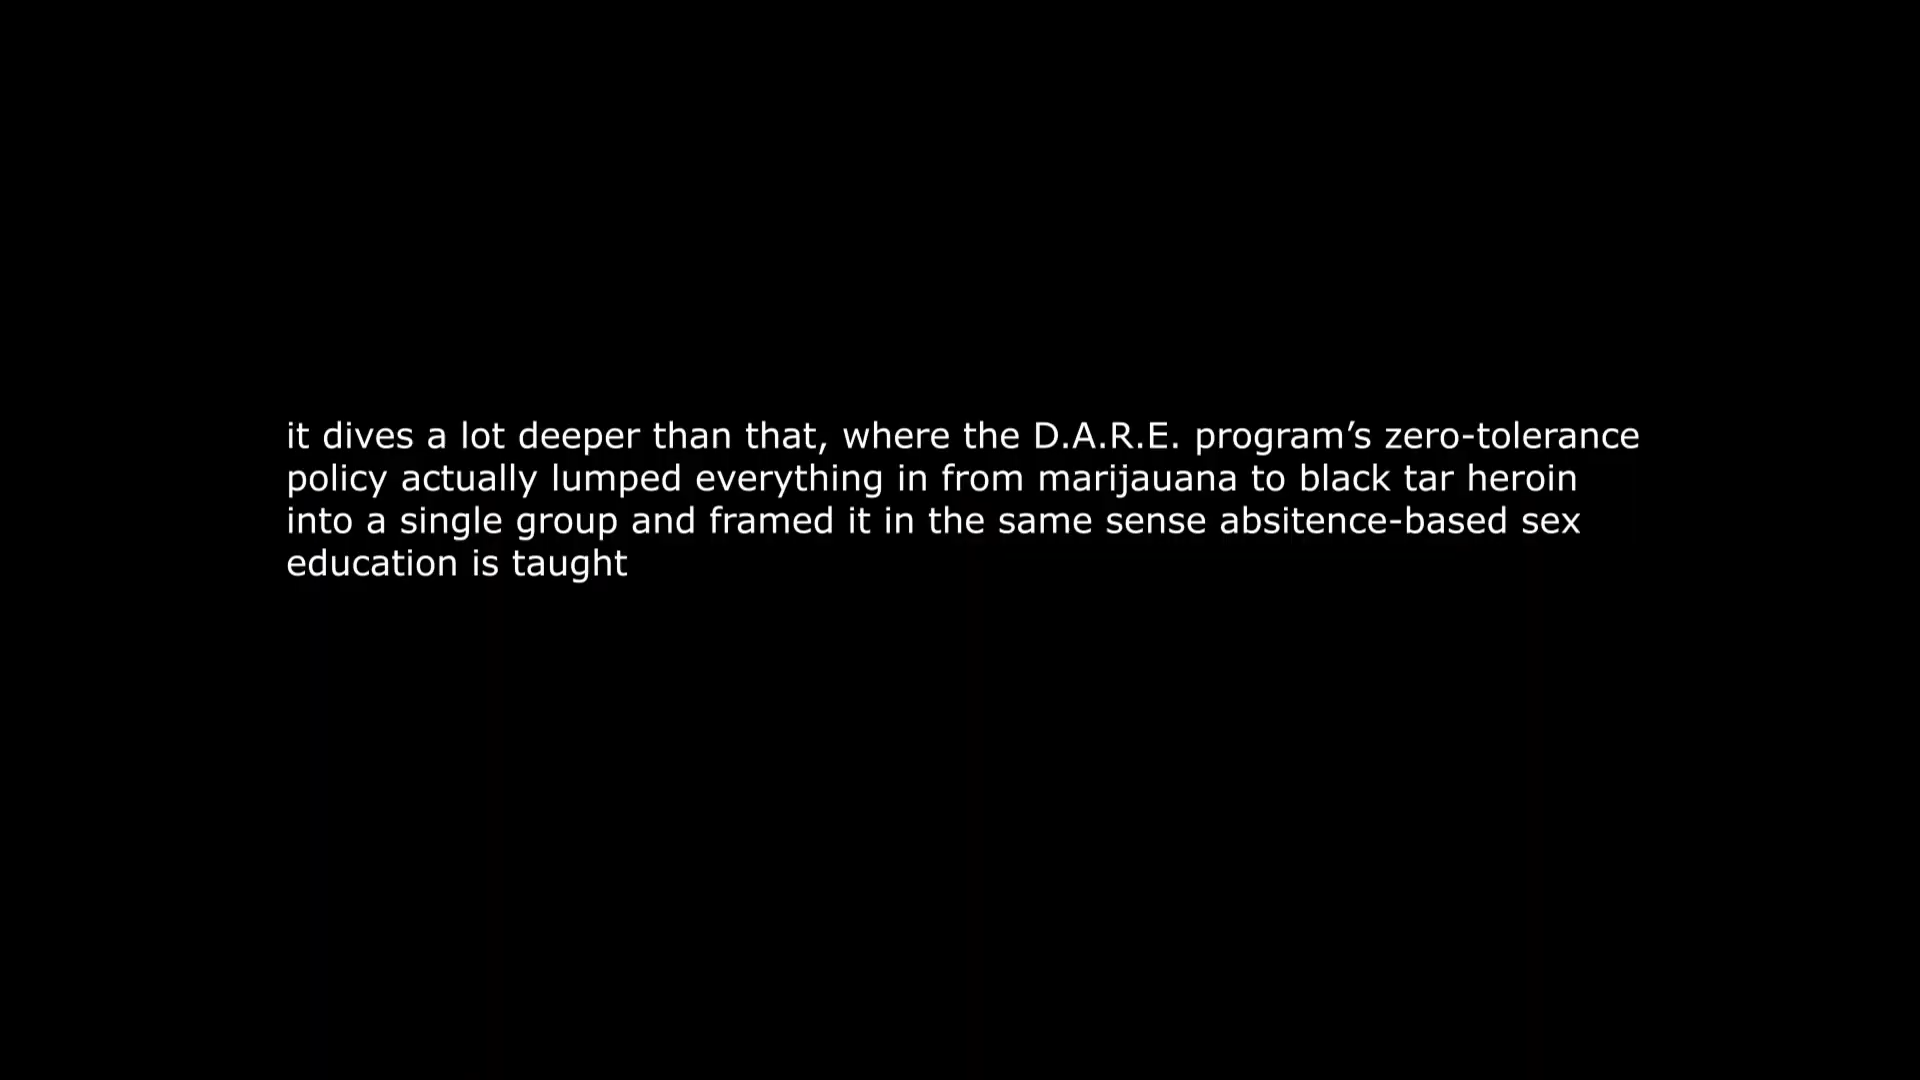 it dives a lot deeper than that, where the D.A.R.E. program’s zero-tolerance
policy actually lumped everything in from marijauana to black tar heroin
into a single group and framed it in the same sense absitence-based sex
education is taught